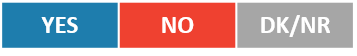 YES NO DK/NR